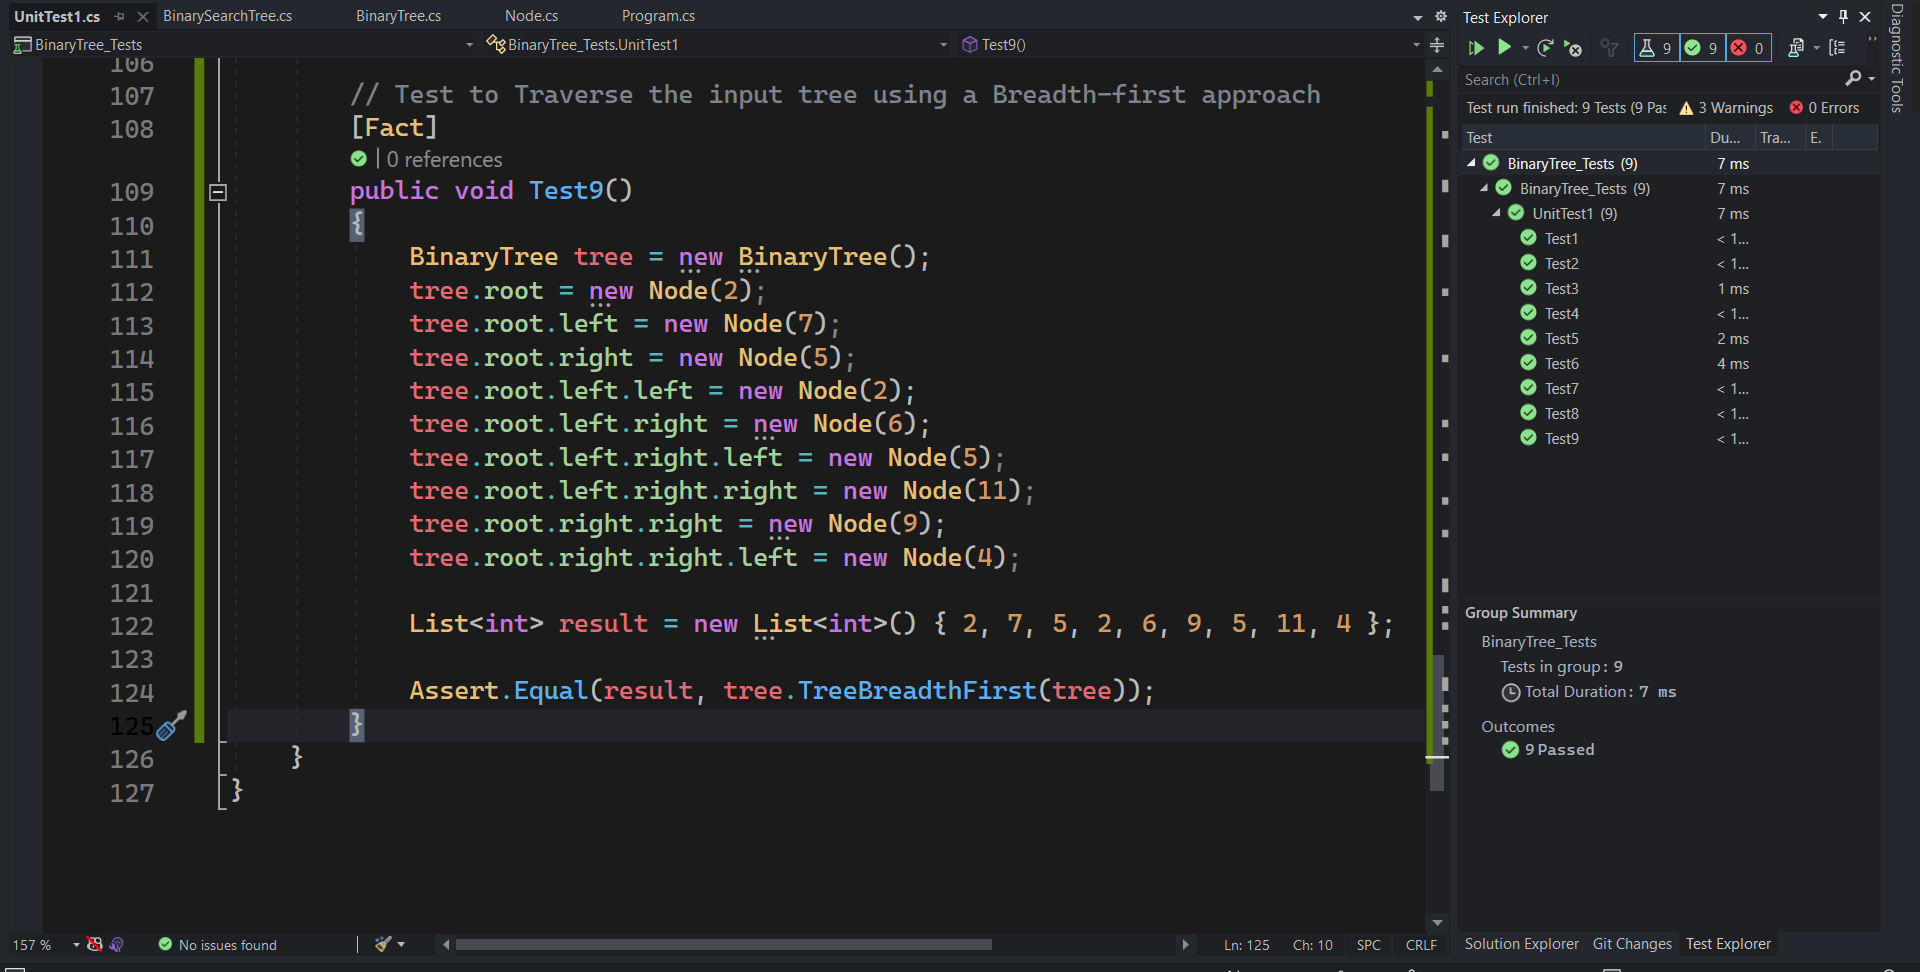 UnitTest1.cs BinarySearchTree.cs BinaryTree.cs Node.cs Program.cs
BinaryTree_Tests BinaryTree_Tests.UnitTest1 Test9()
106
107 // Test to Traverse the input tree using a Breadth-first approach
108 [Fact]
0 references
109 public void Test9()
110 {
111 BinaryTree tree = new BinaryTree();
112 tree.root = new Node(2);
113 tree.root.left = new Node(7);
114 tree.root.right = new Node(5);
115 tree.root.left.left = new Node(2);
116 tree.root.left.right = new Node(6);
117 tree.root.left.right.left = new Node(5);
118 tree.root.left.right.right = new Node(11);
119 tree.root.right.right = new Node(9);
120 tree.root.right.right.left = new Node(4);
121
122 List<int> result = new List<int>() { 2, 7, 5, 2, 6, 9, 5, 11, 4 };
123
124 Assert.Equal(result, tree.TreeBreadthFirst(tree));
125 }
126 }
127 }
157 % No issues found Ln: 125 Ch: 10 SPC CRLF
Test Explorer
9 9 0
Search (Ctrl+I)
Test run finished: 9 Tests (9 Pas 3 Warnings 0 Errors
Test Du... Tra... E.
BinaryTree_Tests (9) 7 ms
BinaryTree_Tests (9) 7 ms
UnitTest1 (9) 7 ms
Test1 < 1...
Test2 < 1...
Test3 1 ms
Test4 < 1...
Test5 2 ms
Test6 4 ms
Test7 < 1...
Test8 < 1...
Test9 < 1...
Group Summary
BinaryTree_Tests
Tests in group: 9
Total Duration: 7 ms
Outcomes
9 Passed
Solution Explorer Git Changes Test Explorer
Diagnostic Tools